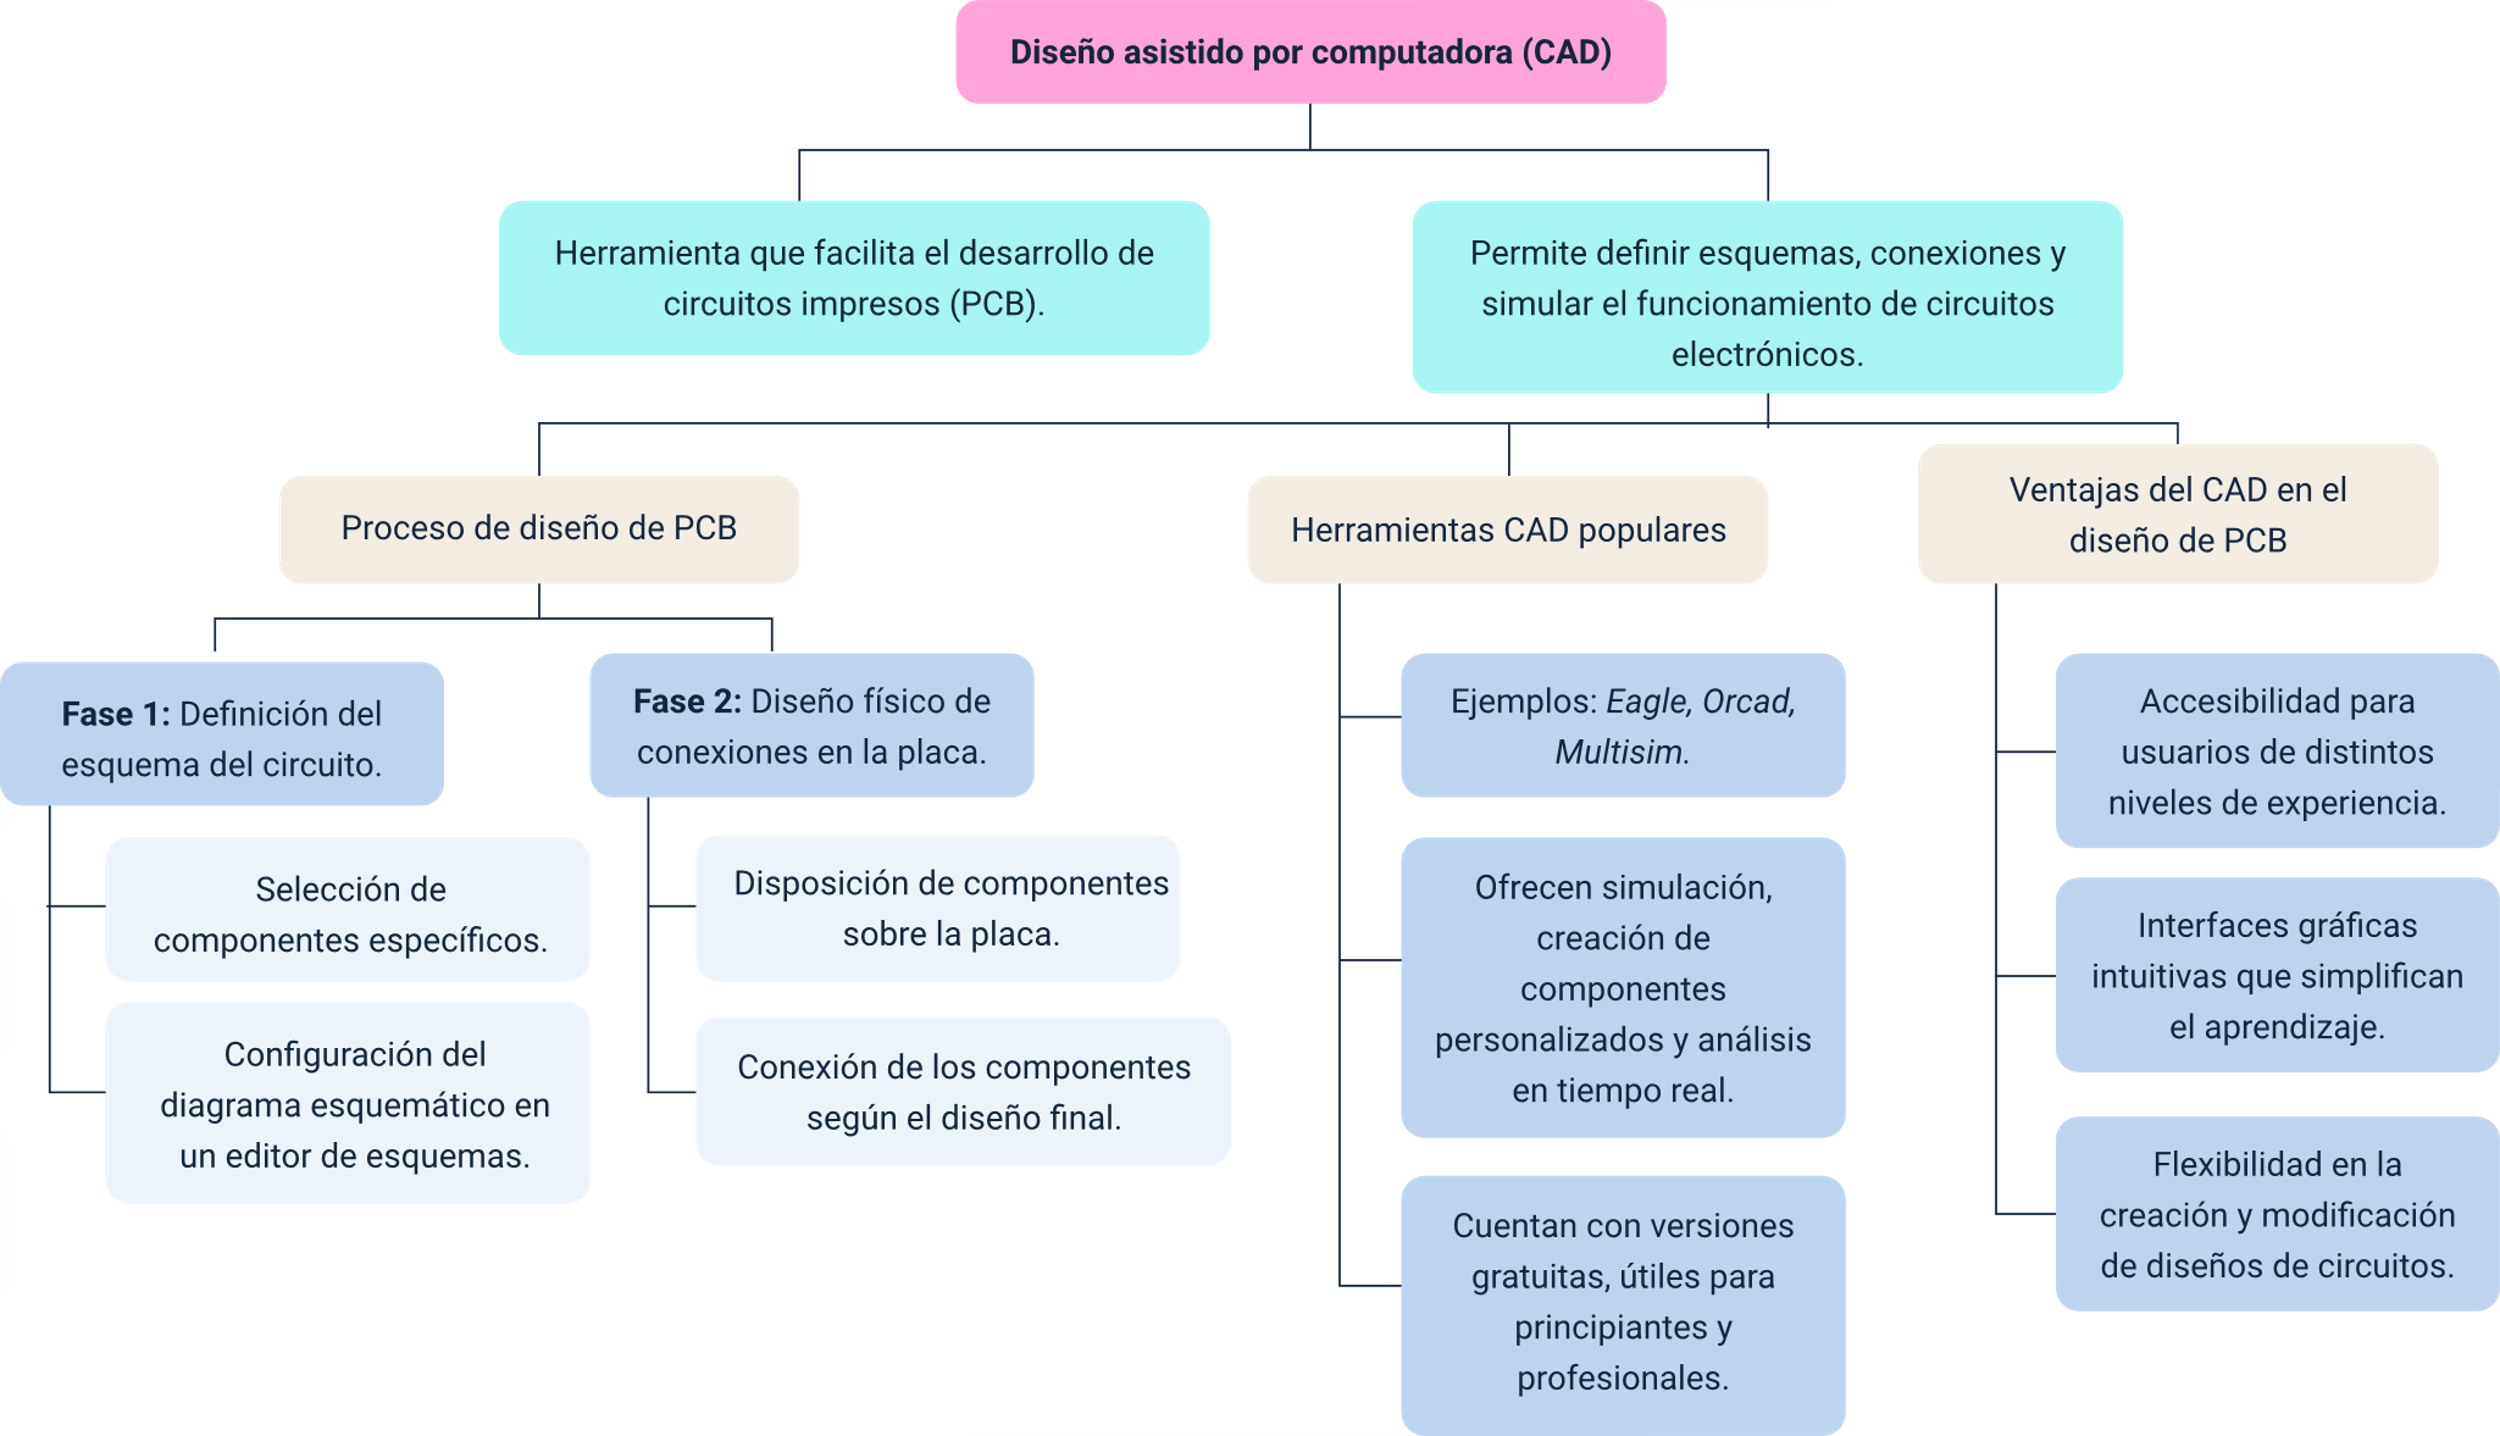 Diseño asistido por computadora (CAD)
Herramienta que facilita el desarrollo de
circuitos impresos (PCB).
Permite definir esquemas, conexiones y
simular el funcionamiento de circuitos
electrónicos.
Proceso de diseño de PCB
Fase 1: Definición del
esquema del circuito.
Selección de
componentes específicos.
Configuración del
diagrama esquemático en
un editor de esquemas.
Fase 2: Diseño físico de
conexiones en la placa.
Disposición de componentes
sobre la placa.
Conexión de los componentes
según el diseño final.
Herramientas CAD populares
Ejemplos: Eagle, Orcad,
Multisim.
Ofrecen simulación,
creación de
componentes
personalizados y análisis
en tiempo real.
Cuentan con versiones
gratuitas, útiles para
principiantes y
profesionales.
Ventajas del CAD en el
diseño de PCB
Accesibilidad para
usuarios de distintos
niveles de experiencia.
Interfaces gráficas
intuitivas que simplifican
el aprendizaje.
Flexibilidad en la
creación y modificación
de diseños de circuitos.